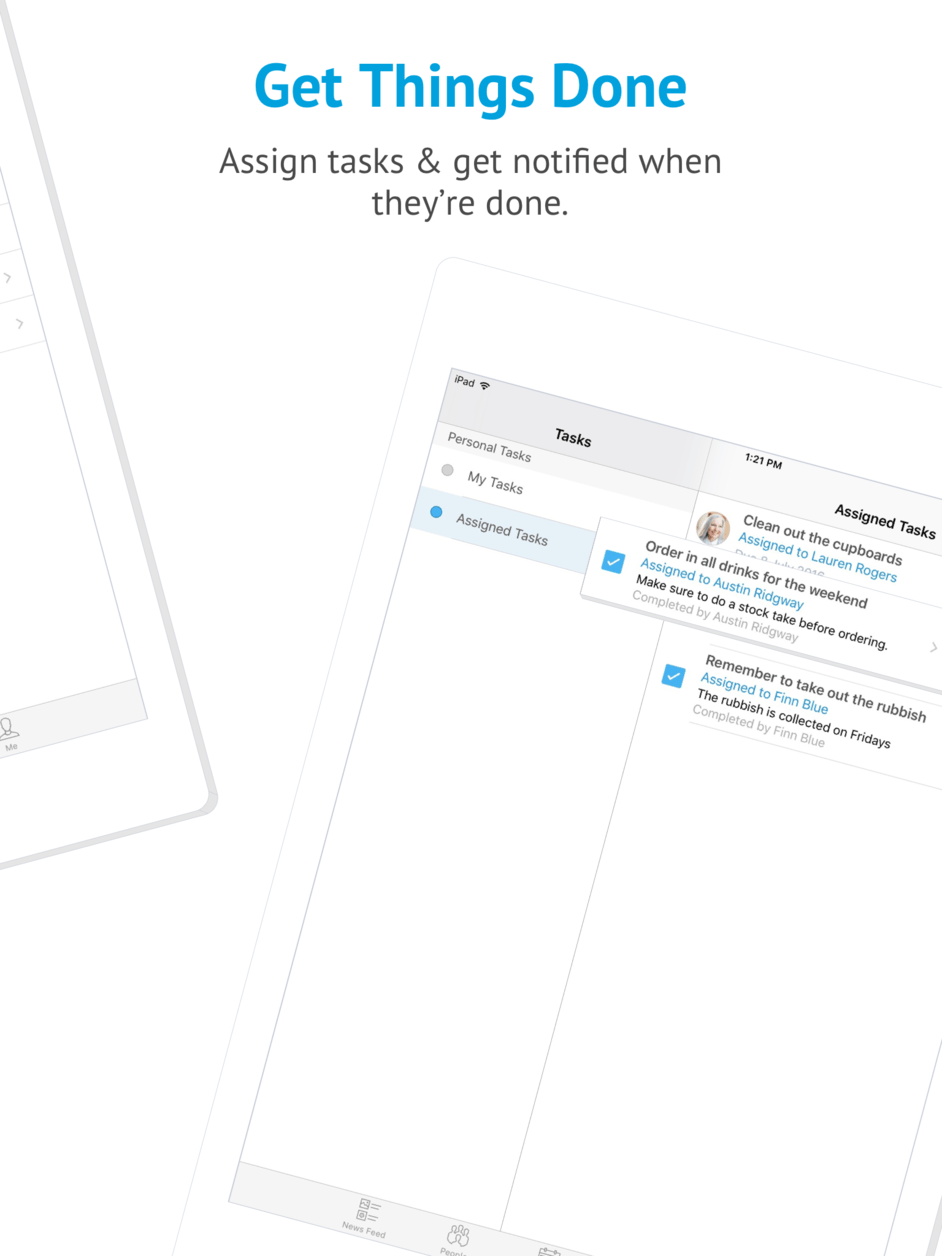 Get Things Done
Assign tasks & get notified when
they're done.
iPad
1:21 PM
Tasks
Assigned Tasks
Personal Tasks
My Tasks
Assigned Tasks
Clean out the cupboards
Assigned to Lauren Rogers
Due 8 July 2016
Order in all drinks for the weekend
Assigned to Austin Ridgway
Make sure to do a stock take before ordering.
Completed by Austin Ridgway
Remember to take out the rubbish
Assigned to Finn Blue
The rubbish is collected on Fridays
Completed by Finn Blue
Me
News Feed